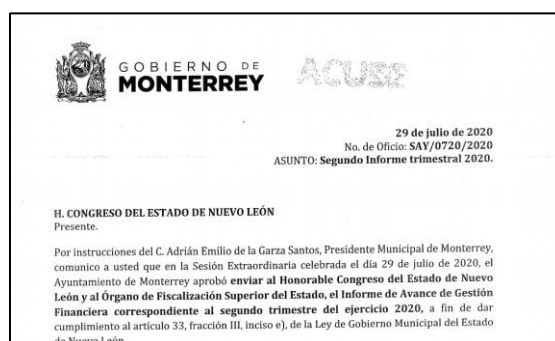 GOBIERNO DE
MONTERREY
ACUSE
29 de julio de 2020
No. de Oficio: SAY/0720/2020
ASUNTO: Segundo Informe trimestral 2020.
H. CONGRESO DEL ESTADO DE NUEVO LEÓN
Presente.
Por instrucciones del C. Adrián Emilio de la Garza Santos, Presidente Municipal de Monterrey,
comunico a usted que en la Sesión Extraordinaria celebrada el día 29 de julio de 2020, el
Ayuntamiento de Monterrey aprobó enviar al Honorable Congreso del Estado de Nuevo
León y al Órgano de Fiscalización Superior del Estado, el Informe de Avance de Gestión
Financiera correspondiente al segundo trimestre del ejercicio 2020, a fin de dar
cumplimiento al artículo 33, fracción III, inciso e), de la Ley de Gobierno Municipal del Estado
de Nuevo León.